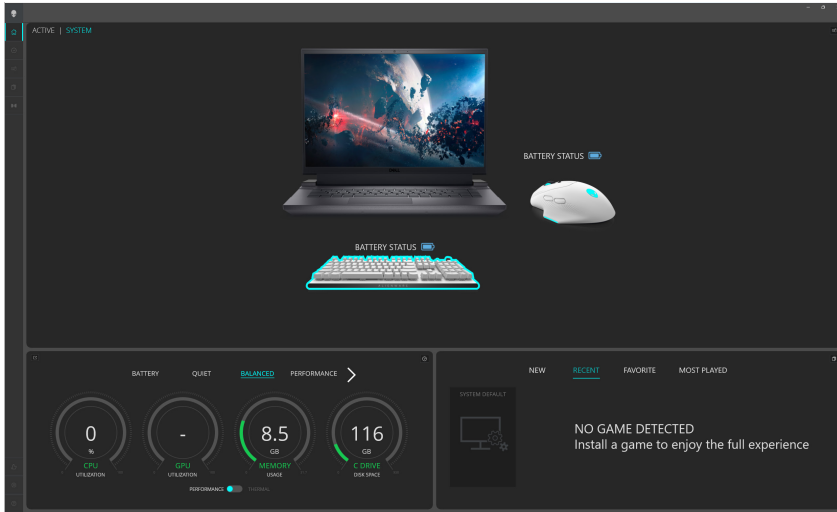 ACTIVE | SYSTEM
BATTERY STATUS
BATTERY STATUS
BATTERY QUIET BALANCED PERFORMANCE
0
%
CPU
UTILIZATION
-
GPU
UTILIZATION
8.5
GB
MEMORY
USAGE
116
GB
C DRIVE
DISK SPACE
PERFORMANCE THERMAL
NEW RECENT FAVORITE MOST PLAYED
SYSTEM DEFAULT
NO GAME DETECTED
Install a game to enjoy the full experience